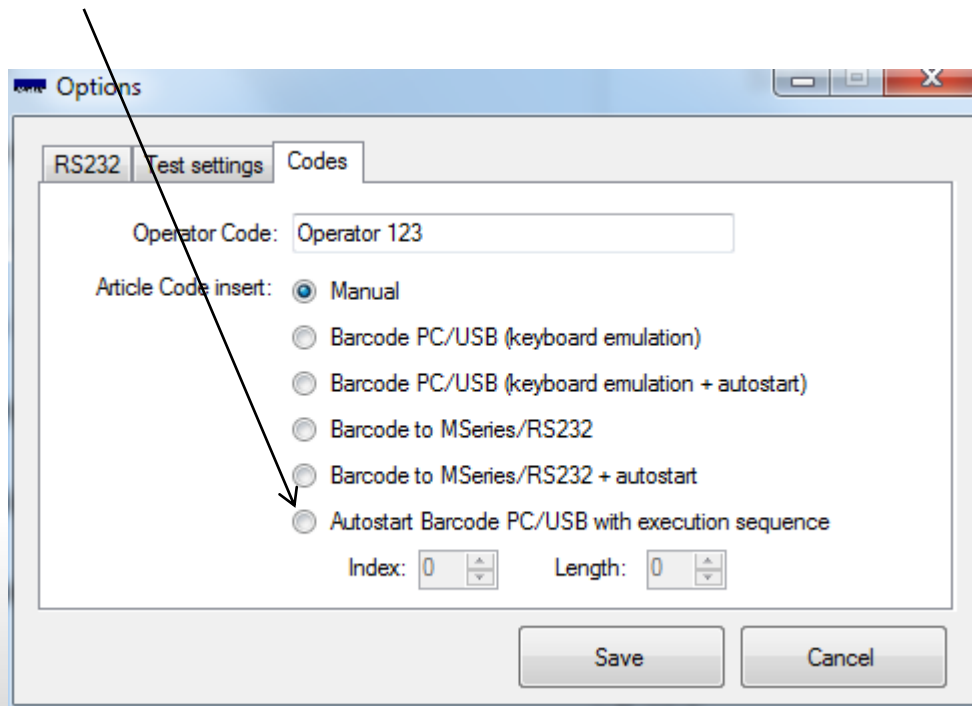 Options
RS232 Test settings Codes
Operator Code: Operator 123
Article Code insert: Manual
Barcode PC/USB (keyboard emulation)
Barcode PC/USB (keyboard emulation + autostart)
Barcode to MSeries/RS232
Barcode to MSeries/RS232 + autostart
Autostart Barcode PC/USB with execution sequence
Index: 0 Length: 0
Save Cancel